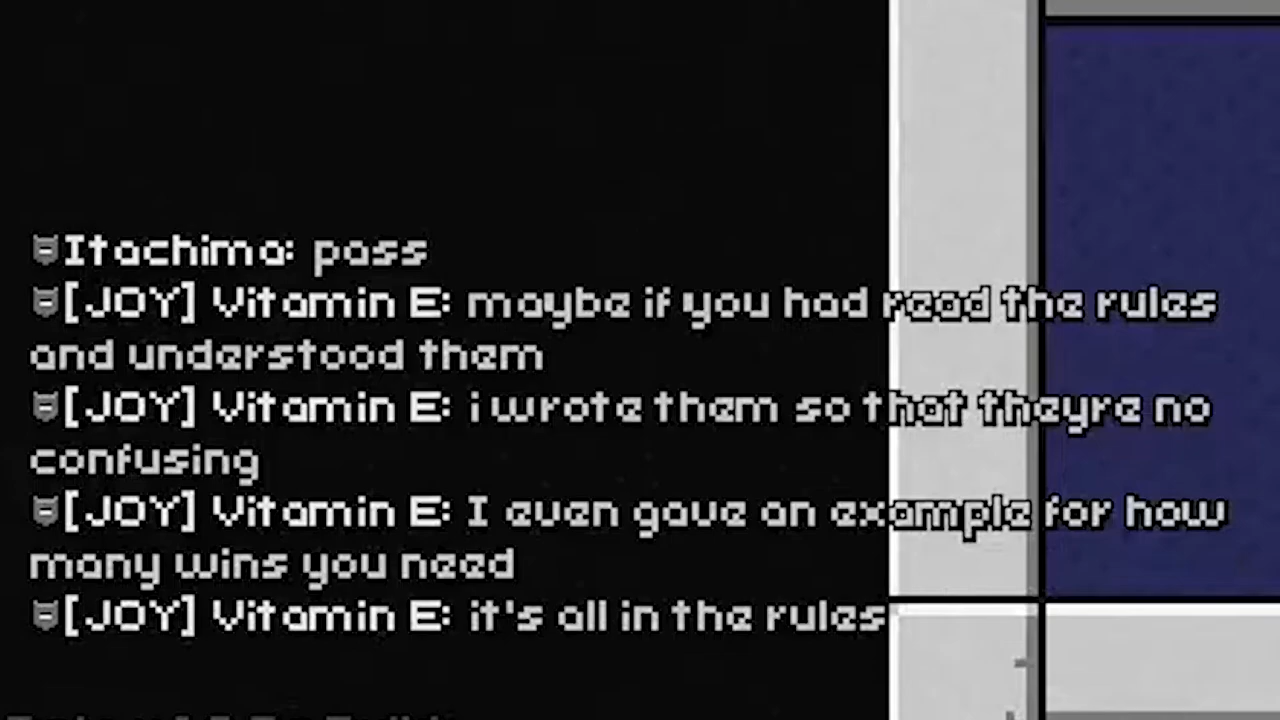 Itachima: pass
[JOY] Vitamin E: maybe if you had read the rules
and understood them
[JOY] Vitamin E: i wrote them so that theyre no
confusing
[JOY] Vitamin E: I even gave an example for how
many wins you need
[JOY] Vitamin E: it's all in the rules